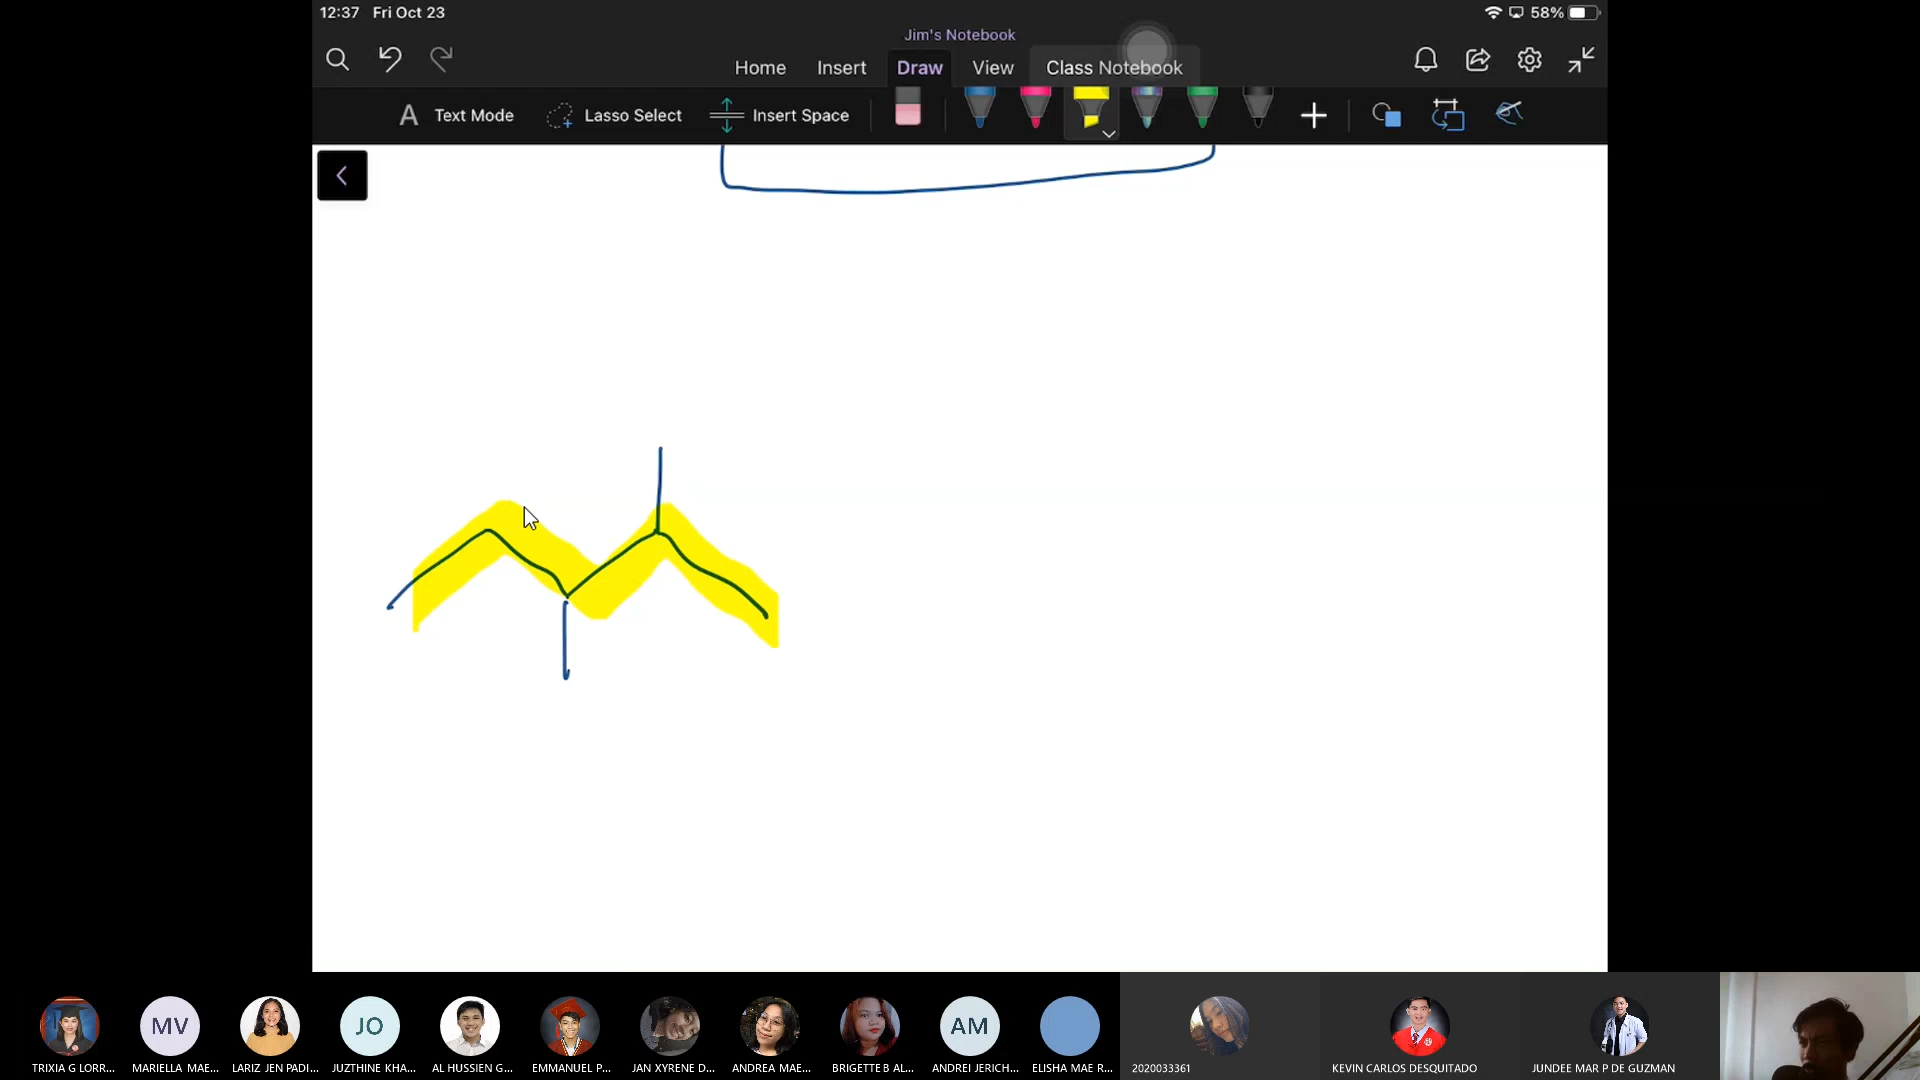 12:37 Fri Oct 23
58%
Jim's Notebook
Home Insert Draw View Class Notebook
A Text Mode Lasso Select Insert Space
MV JO AM
TRIXIA G LORR... MARIELLA MAE... LARIZ JEN PADI... JUZTHINE KHA... AL HUSSIEN G... EMMANUEL P... JAN XYRENE D... ANDREA MAE... BRIGETTE B AL... ANDREI JERICH... ELISHA MAE R... 2020033361 KEVIN CARLOS DESQUITADO JUNDEE MAR P DE GUZMAN